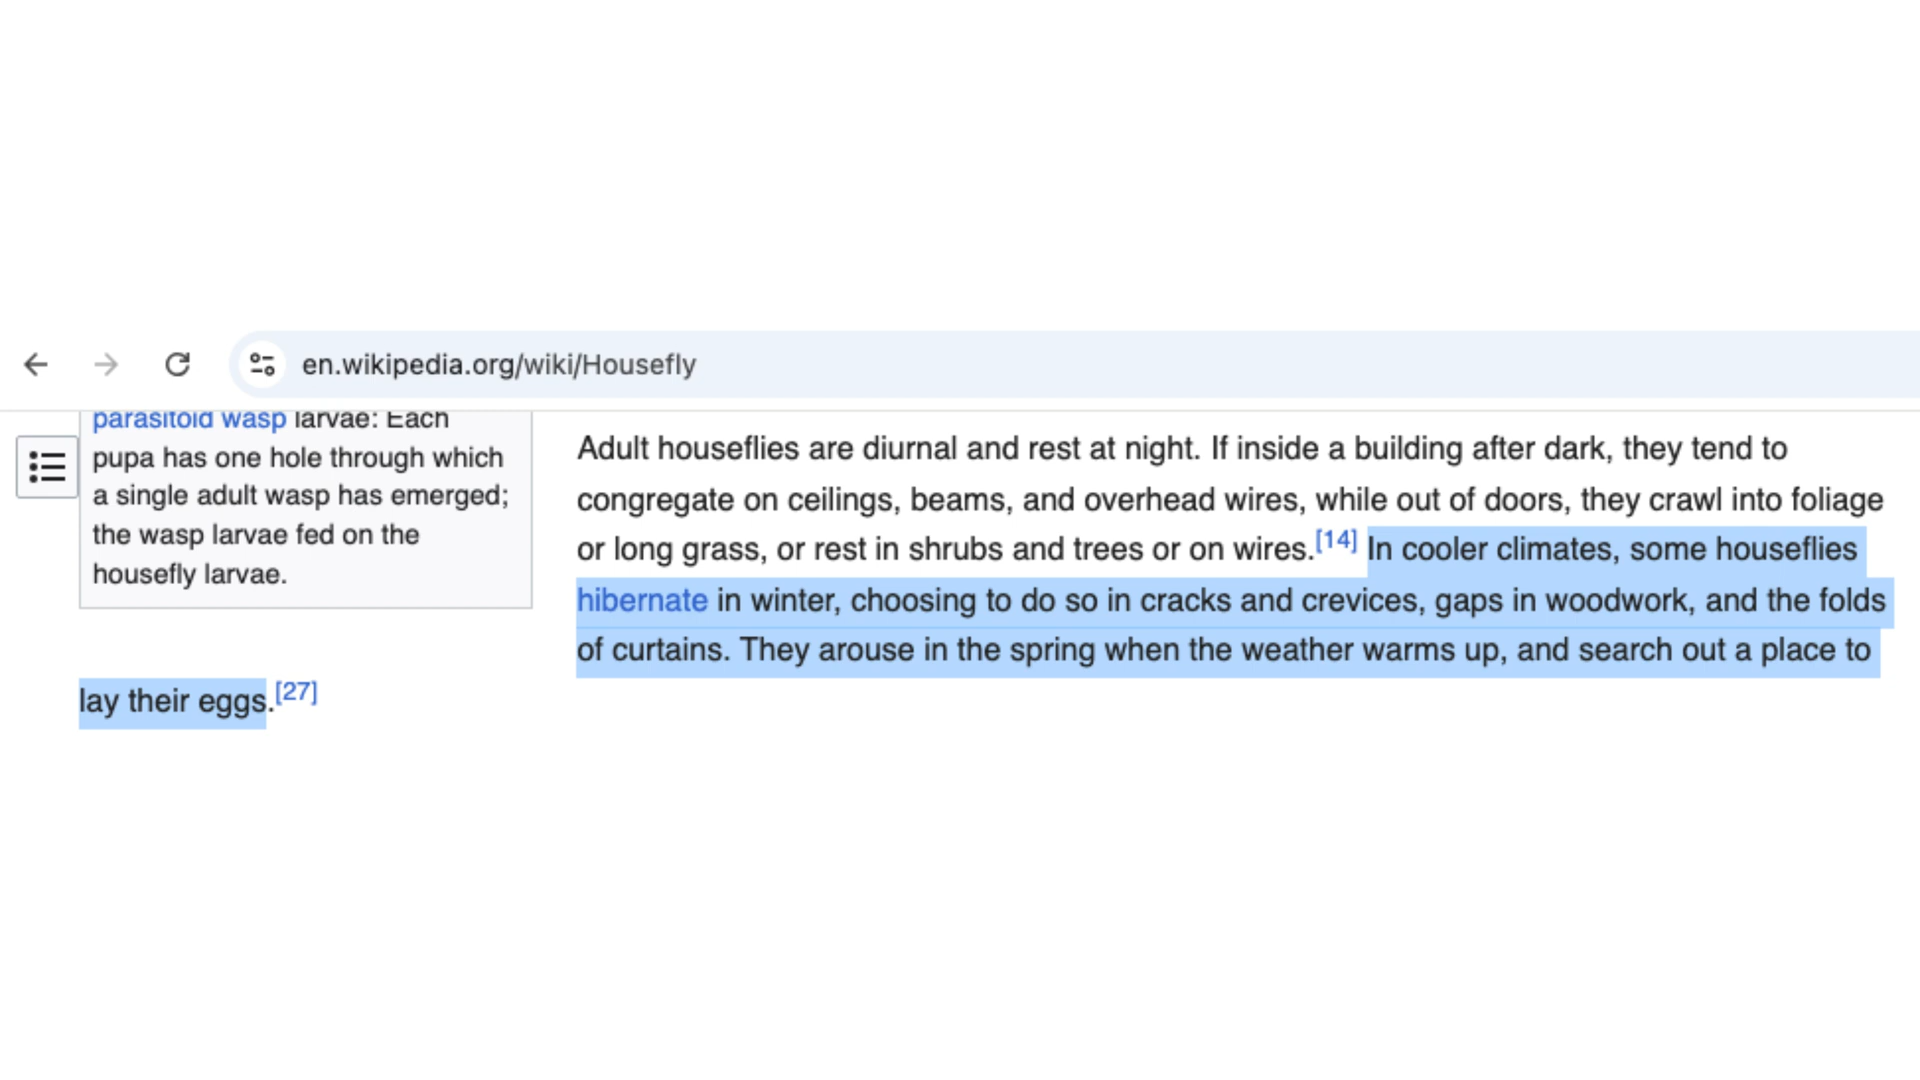 en.wikipedia.org/wiki/Housefly
parasitoid wasp larvae: Each
pupa has one hole through which
a single adult wasp has emerged;
the wasp larvae fed on the
housefly larvae.
Adult houseflies are diurnal and rest at night. If inside a building after dark, they tend to
congregate on ceilings, beams, and overhead wires, while out of doors, they crawl into foliage
or long grass, or rest in shrubs and trees or on wires.[14] In cooler climates, some houseflies
hibernate in winter, choosing to do so in cracks and crevices, gaps in woodwork, and the folds
of curtains. They arouse in the spring when the weather warms up, and search out a place to
lay their eggs.[27]